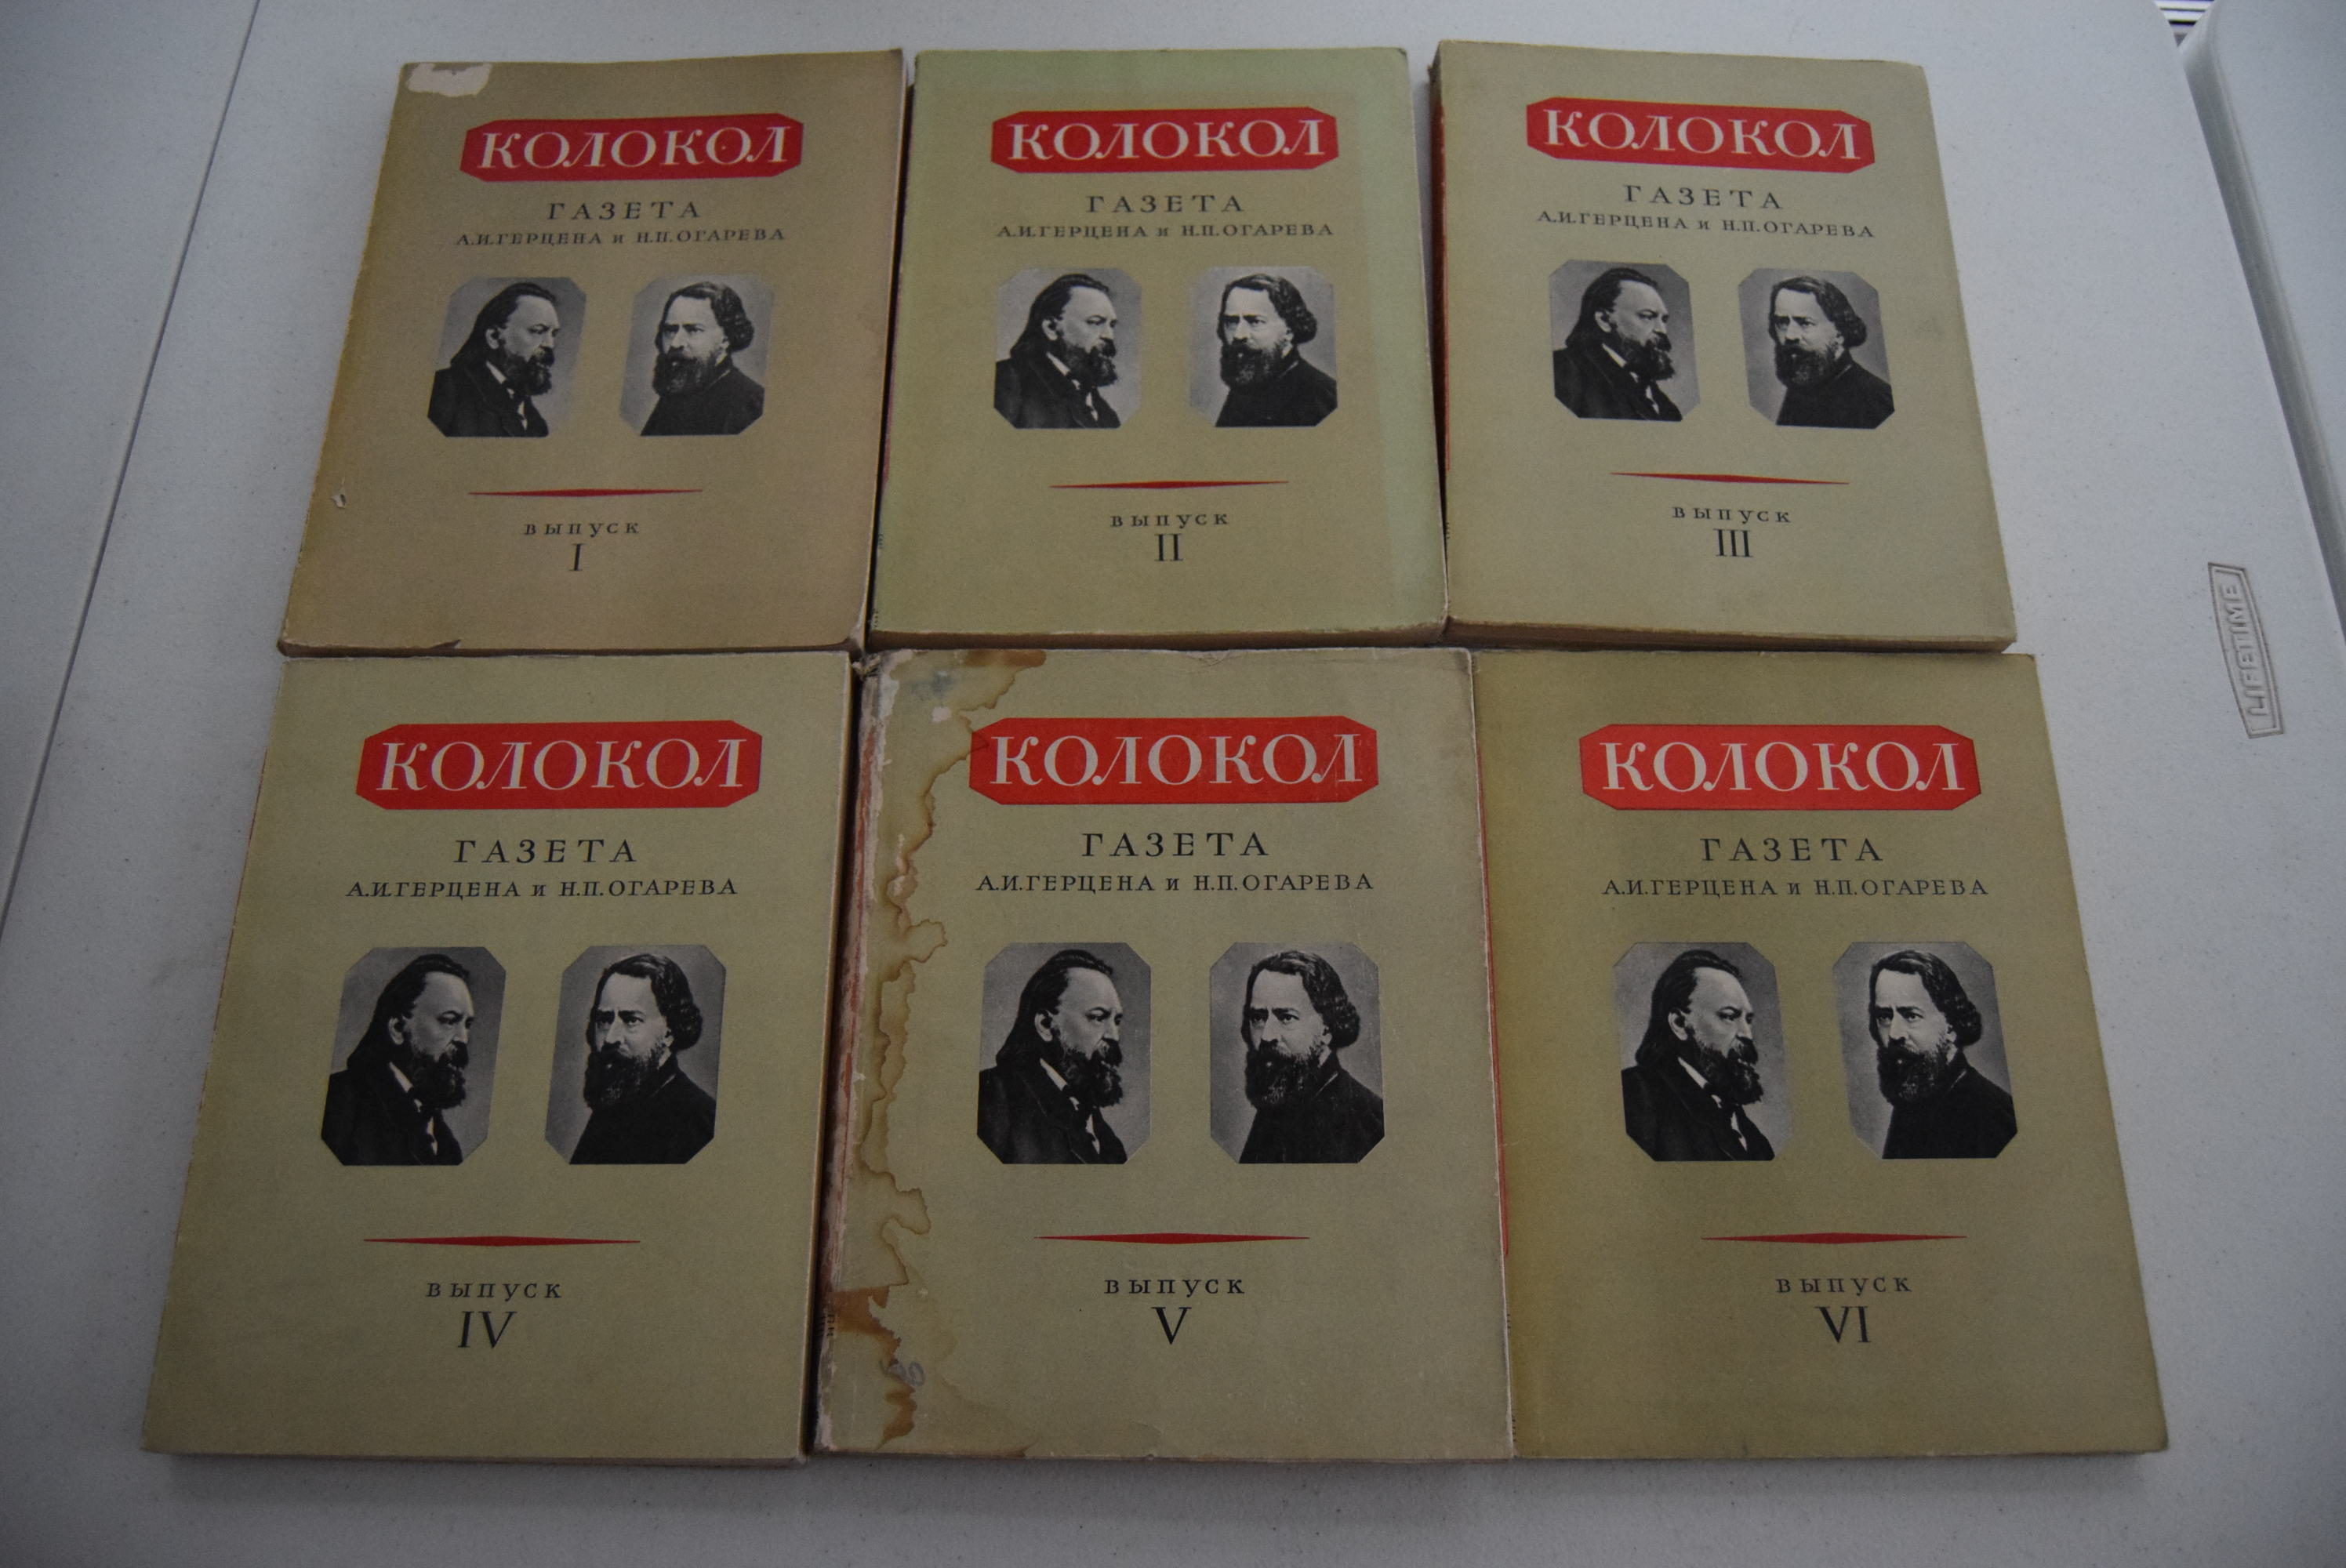 КОЛОКОЛ
ГАЗЕТА
А.И.ГЕРЦЕНА и Н.П.ОГАРЕВА
ВЫПУСК
I
КОЛОКОЛ
ГАЗЕТА
А.И.ГЕРЦЕНА и Н.П.ОГАРЕВА
ВЫПУСК
II
КОЛОКОЛ
ГАЗЕТА
А.И.ГЕРЦЕНА и Н.П.ОГАРЕВА
ВЫПУСК
III
LIFETIME
КОЛОКОЛ
ГАЗЕТА
А.И.ГЕРЦЕНА и Н.П.ОГАРЕВА
ВЫПУСК
IV
КОЛОКОЛ
ГАЗЕТА
А.И.ГЕРЦЕНА и Н.П.ОГАРЕВА
ВЫПУСК
V
КОЛОКОЛ
ГАЗЕТА
А.И.ГЕРЦЕНА и Н.П.ОГАРЕВА
ВЫПУСК
VI